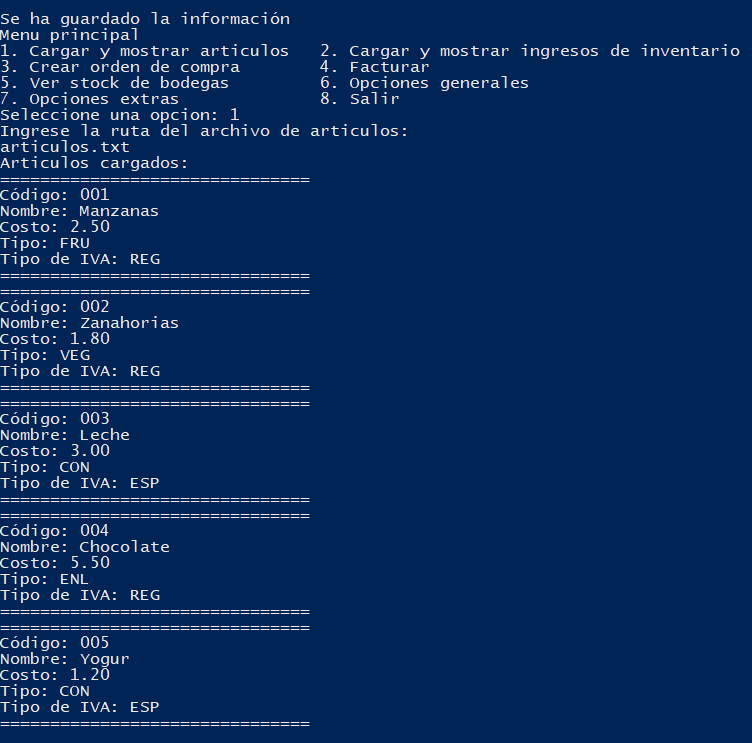 Se ha guardado la información
Menu principal
1. Cargar y mostrar articulos   2. Cargar y mostrar ingresos de inventario
3. Crear orden de compra        4. Facturar
5. Ver stock de bodegas         6. Opciones generales
7. Opciones extras              8. Salir
Seleccione una opcion: 1
Ingrese la ruta del archivo de articulos:
articulos.txt
Articulos cargados:
===============================
Código: 001
Nombre: Manzanas
Costo: 2.50
Tipo: FRU
Tipo de IVA: REG
===============================
===============================
Código: 002
Nombre: Zanahorias
Costo: 1.80
Tipo: VEG
Tipo de IVA: REG
===============================
===============================
Código: 003
Nombre: Leche
Costo: 3.00
Tipo: CON
Tipo de IVA: ESP
===============================
===============================
Código: 004
Nombre: Chocolate
Costo: 5.50
Tipo: ENL
Tipo de IVA: REG
===============================
===============================
Código: 005
Nombre: Yogur
Costo: 1.20
Tipo: CON
Tipo de IVA: ESP
===============================